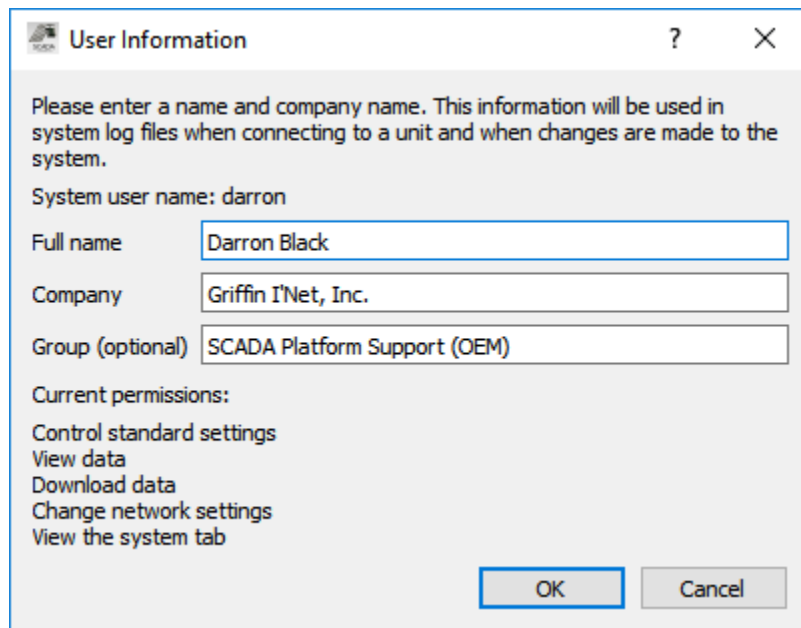 User Information
Please enter a name and company name. This information will be used in
system log files when connecting to a unit and when changes are made to the
system.
System user name: darron
Full name Darron Black
Company Griffin I'Net, Inc.
Group (optional) SCADA Platform Support (OEM)
Current permissions:
Control standard settings
View data
Download data
Change network settings
View the system tab
OK Cancel